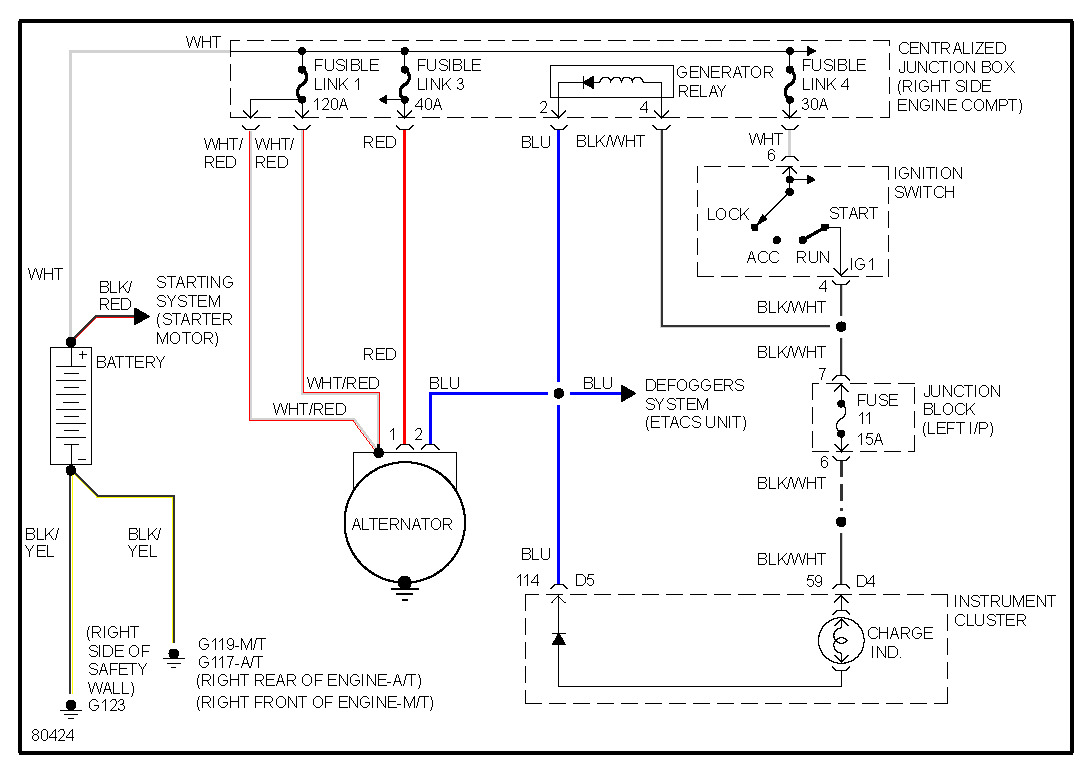 WHT
FUSIBLE
LINK 1
120A
FUSIBLE
LINK 3
40A
GENERATOR
RELAY
2
4
FUSIBLE
LINK 4
30A
CENTRALIZED
JUNCTION BOX
(RIGHT SIDE
ENGINE COMPT)
WHT/
RED
WHT/
RED
RED
BLU
BLK/WHT
WHT
6
IGNITION
SWITCH
LOCK
START
ACC
RUN
IG1
4
WHT
BLK/
RED
STARTING
SYSTEM
(STARTER
MOTOR)
BLK/WHT
+
BATTERY
–
RED
BLK/WHT
WHT/RED
BLU
BLU
DEFOGGERS
SYSTEM
(ETACS UNIT)
7
FUSE
11
15A
JUNCTION
BLOCK
(LEFT I/P)
WHT/RED
1
2
6
BLK/WHT
ALTERNATOR
BLK/
YEL
BLK/
YEL
BLU
BLK/WHT
114
D5
59
D4
INSTRUMENT
CLUSTER
CHARGE
IND.
(RIGHT
SIDE OF
SAFETY
WALL)
G123
G119-M/T
G117-A/T
(RIGHT REAR OF ENGINE-A/T)
(RIGHT FRONT OF ENGINE-M/T)
80424